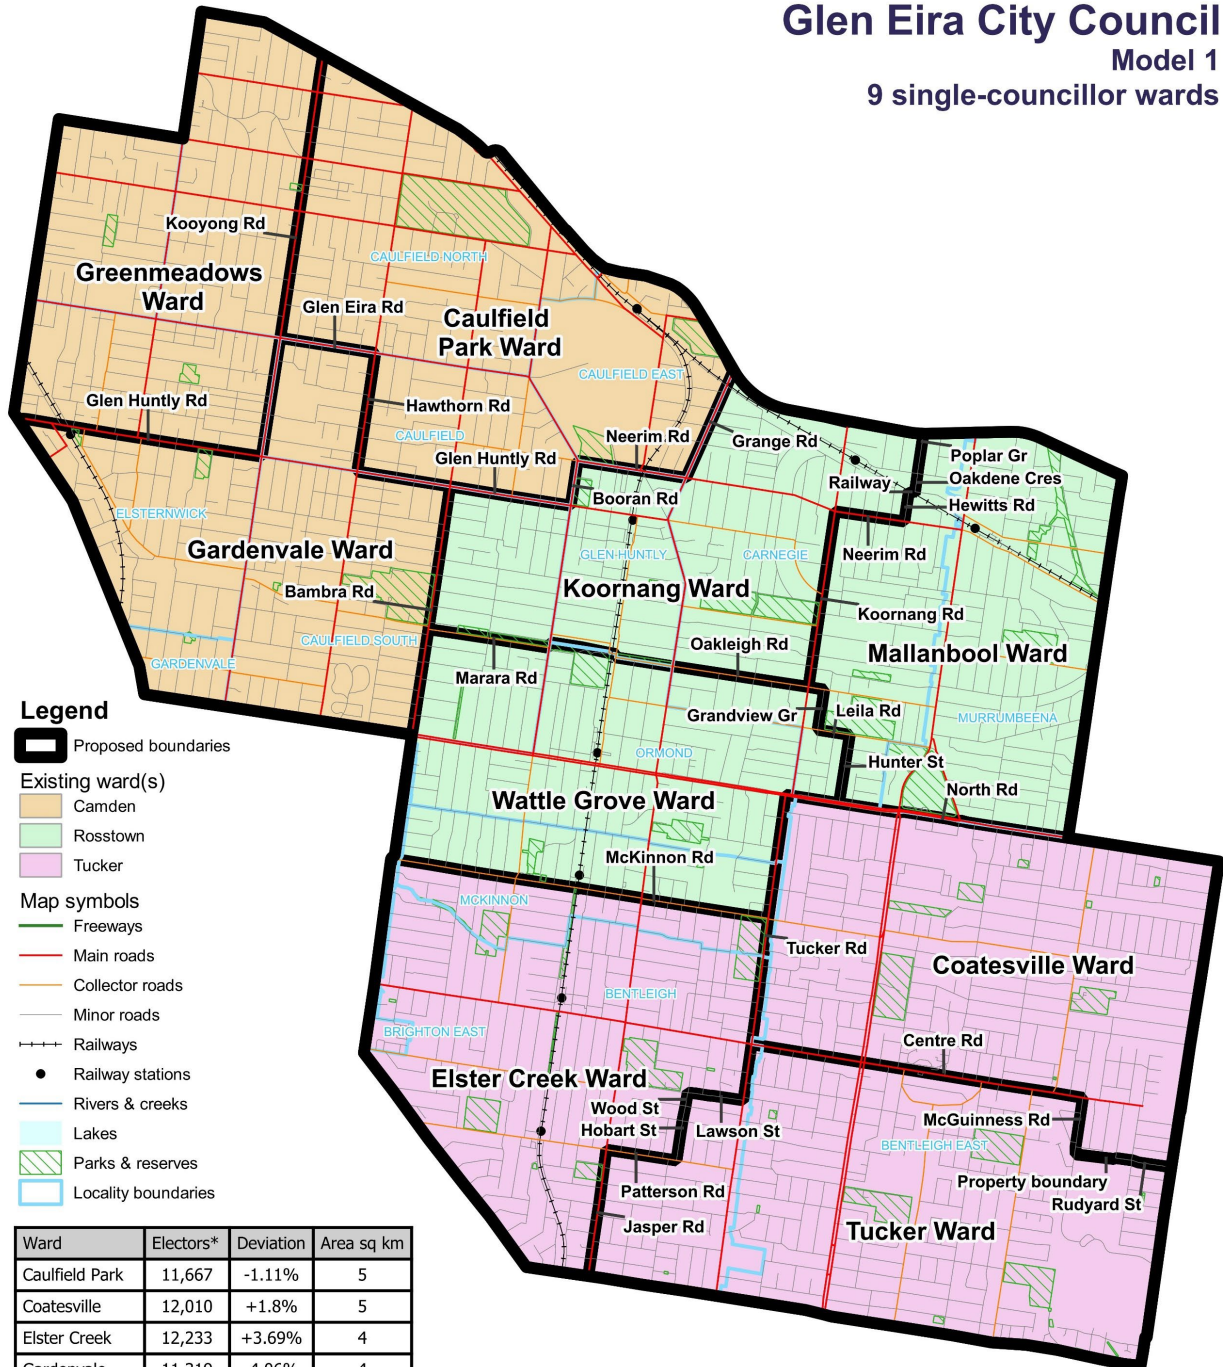 Glen Eira City Council
Model 1
9 single-councillor wards
Kooyong Rd
CAULFIELD NORTH
Greenmeadows
Ward
Glen Eira Rd
Caulfield
Park Ward
CAULFIELD EAST
Glen Huntly Rd
Hawthorn Rd
CAULFIELD
Neerim Rd
Grange Rd
Glen Huntly Rd
Poplar Gr
Railway
Oakdene Cres
Booran Rd
Hewitts Rd
ELSTERNWICK
Gardenvale Ward
GLEN HUNTLY
CARNEGIE
Neerim Rd
Bambra Rd
Koornang Ward
Koornang Rd
CAULFIELD SOUTH
Oakleigh Rd
Mallanbool Ward
GARDENVALE
Marara Rd
Grandview Gr
Leila Rd
MURRUMBEENA
ORMOND
Hunter St
North Rd
Wattle Grove Ward
McKinnon Rd
MCKINNON
Tucker Rd
Coatesville Ward
BENTLEIGH
BRIGHTON EAST
Centre Rd
Elster Creek Ward
Wood St
Hobart St
Lawson St
McGuinness Rd
BENTLEIGH EAST
Property boundary
Rudyard St
Patterson Rd
Jasper Rd
Tucker Ward
Legend
Proposed boundaries
Existing ward(s)
Camden
Rosstown
Tucker
Map symbols
Freeways
Main roads
Collector roads
Minor roads
Railways
Railway stations
Rivers & creeks
Lakes
Parks & reserves
Locality boundaries
Ward Electors* Deviation Area sq km
Caulfield Park 11,667 -1.11% 5
Coatesville 12,010 +1.8% 5
Elster Creek 12,233 +3.69% 4